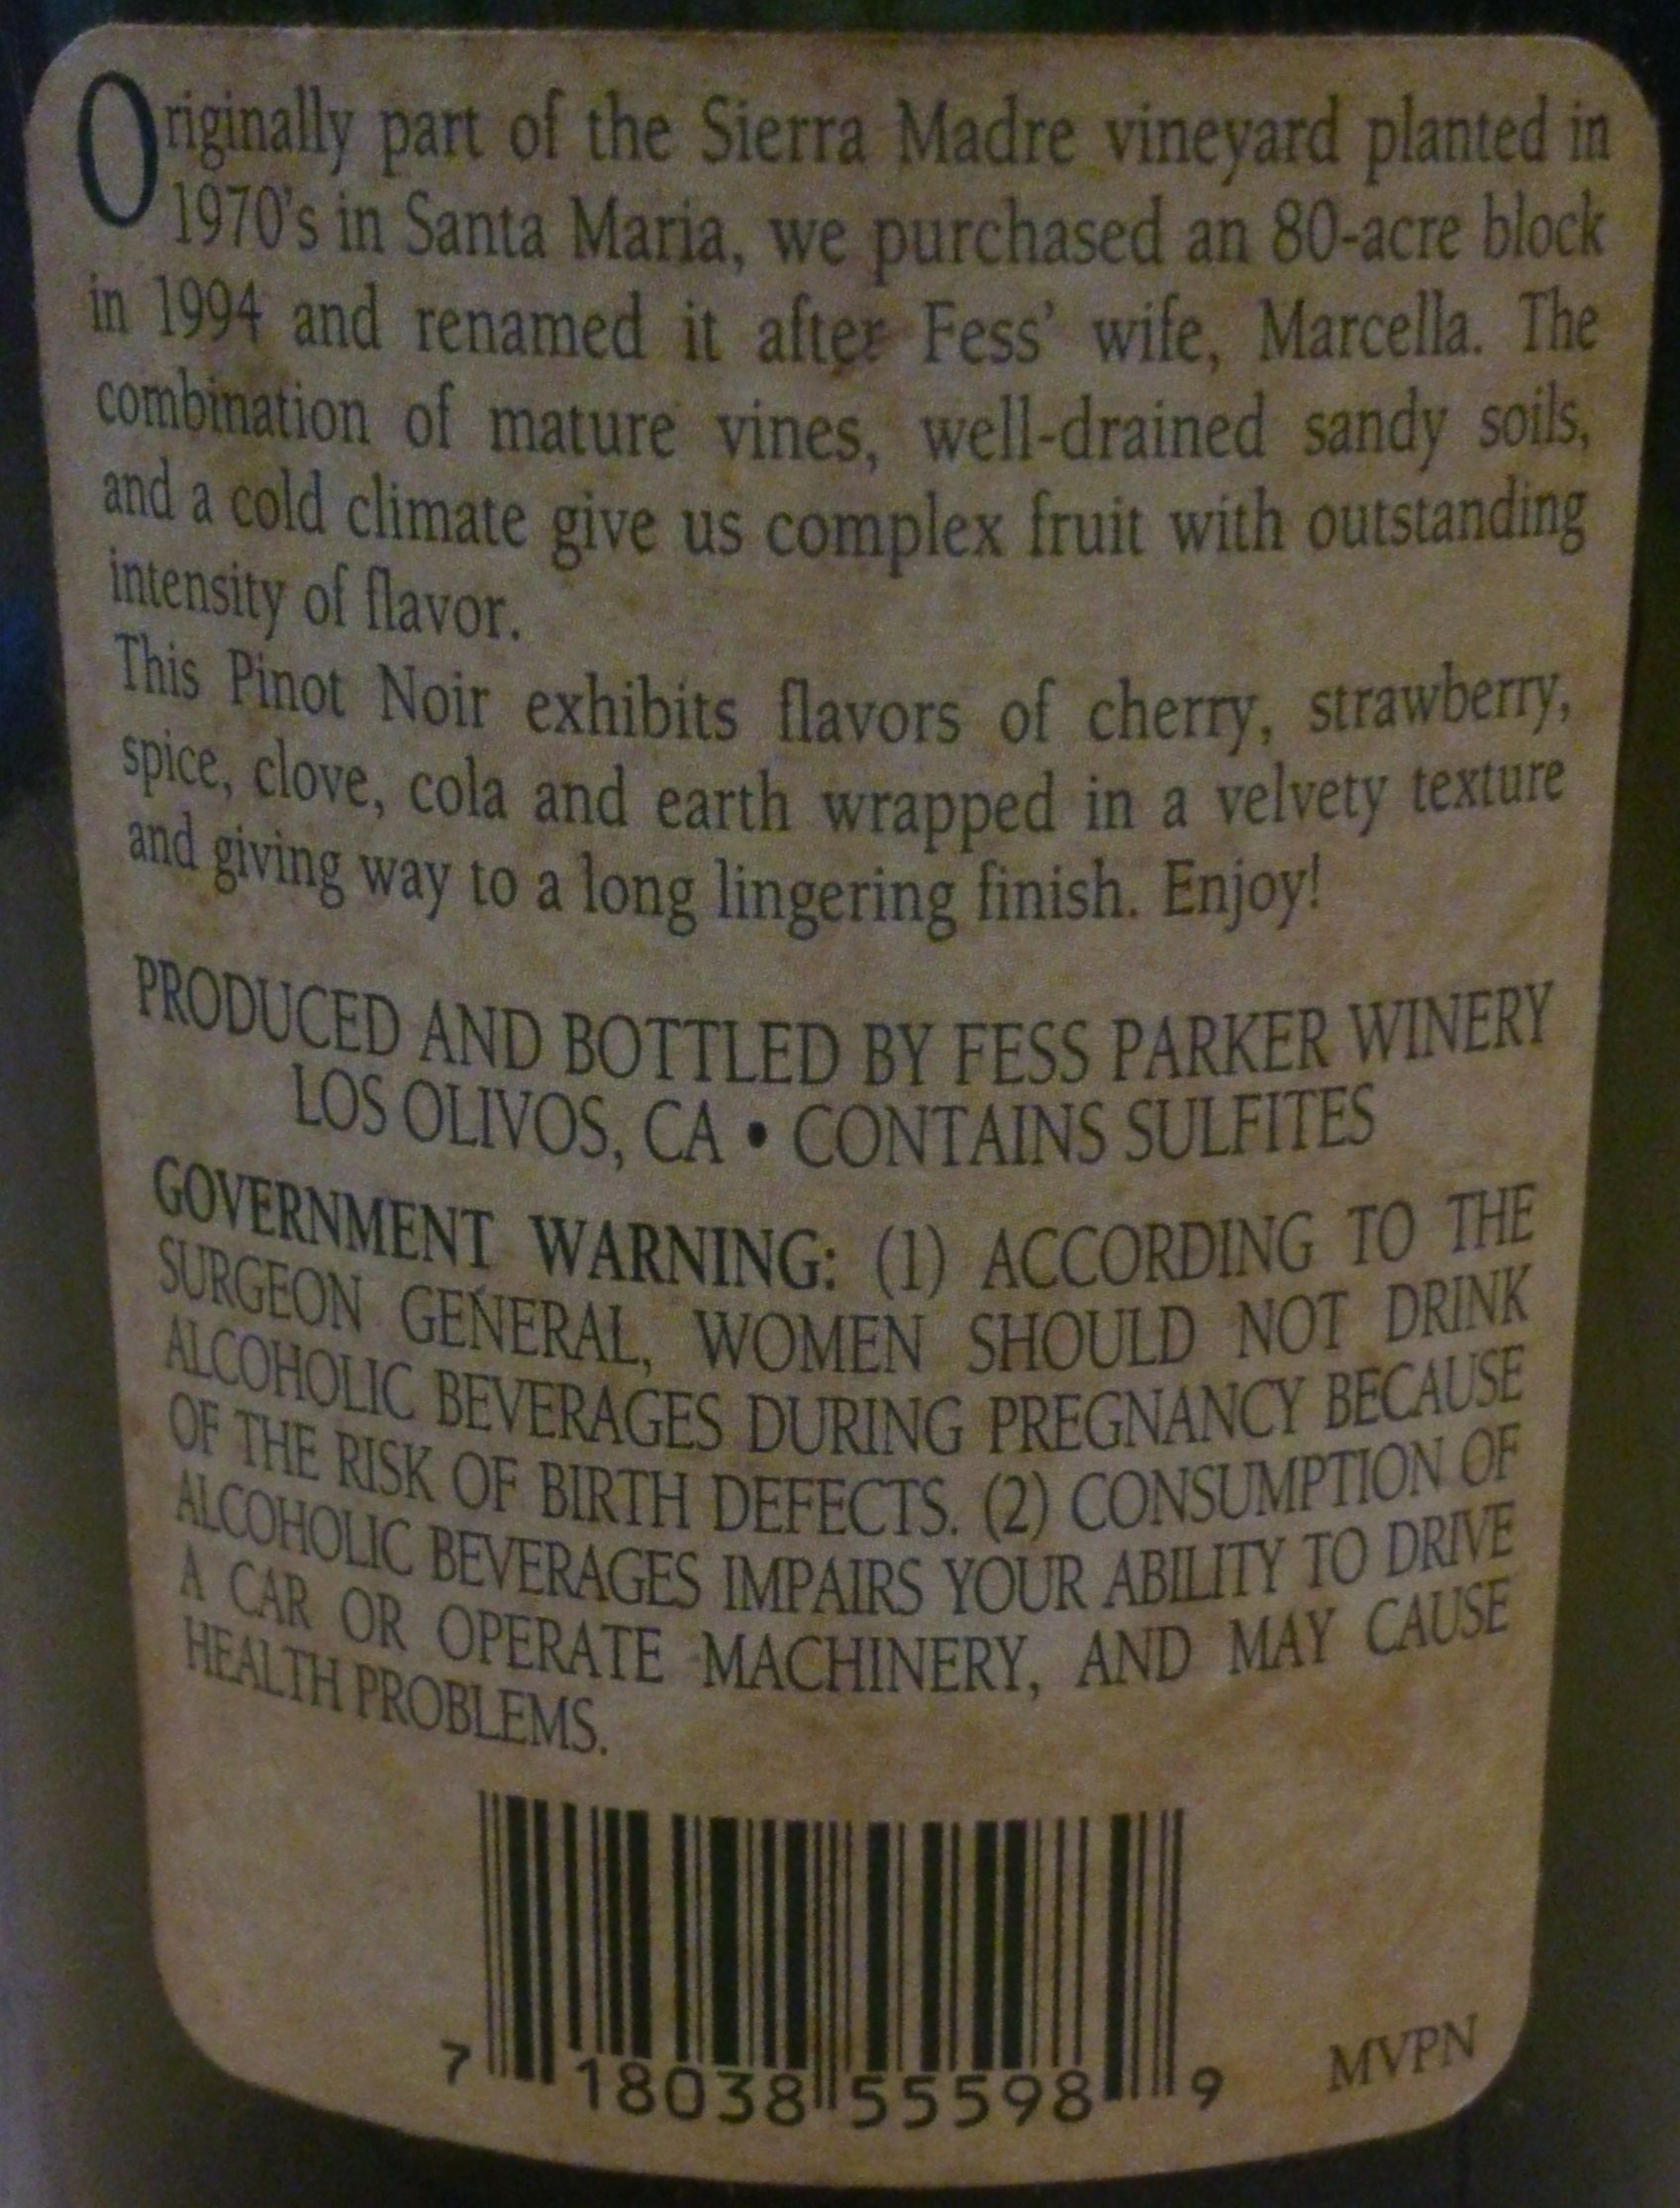 Originally part of the Sierra Madre vineyard planted in
1970's in Santa Maria, we purchased an 80-acre block
in 1994 and renamed it after Fess' wife, Marcella. The
combination of mature vines, well-drained sandy soils,
and a cold climate give us complex fruit with outstanding
intensity of flavor.
This Pinot Noir exhibits flavors of cherry, strawberry,
spice, clove, cola and earth wrapped in a velvety texture
and giving way to a long lingering finish. Enjoy!
PRODUCED AND BOTTLED BY FESS PARKER WINERY
LOS OLIVOS, CA • CONTAINS SULFITES
GOVERNMENT WARNING: (1) ACCORDING TO THE
SURGEON GENERAL, WOMEN SHOULD NOT DRINK
ALCOHOLIC BEVERAGES DURING PREGNANCY BECAUSE
OF THE RISK OF BIRTH DEFECTS. (2) CONSUMPTION OF
ALCOHOLIC BEVERAGES IMPAIRS YOUR ABILITY TO DRIVE
A CAR OR OPERATE MACHINERY, AND MAY CAUSE
HEALTH PROBLEMS.
7 18038 55598 9
MVPN